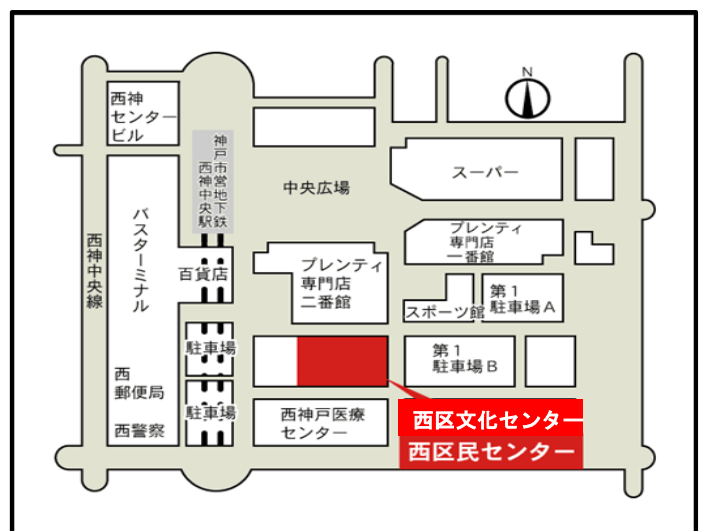 N
西神
センター
ビル
神戸市営地下鉄
西神中央駅
中央広場
スーパー
プレンティ
専門店
一番館
西神中央線
バスターミナル
百貨店
プレンティ
専門店
二番館
スポーツ館
第1
駐車場A
駐車場
第1
駐車場B
西
郵便局
駐車場
西警察
西神戸医療
センター
西区文化センター
西区民センター